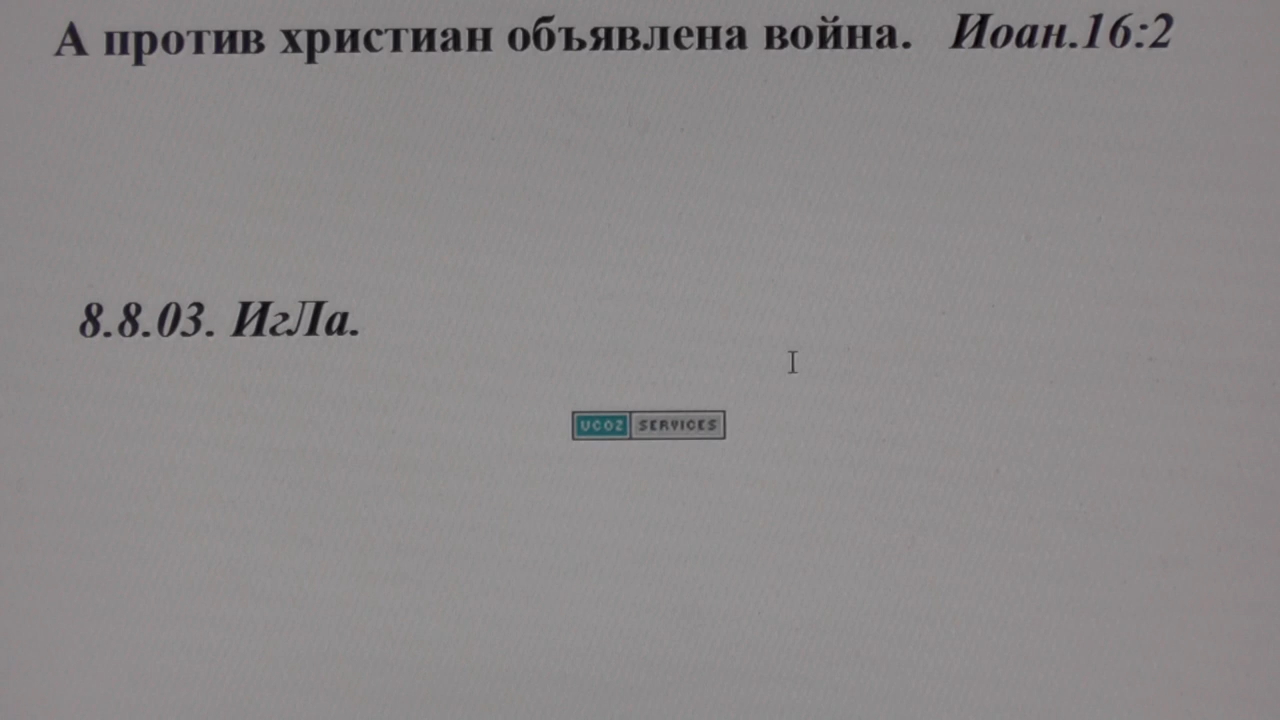 А против христиан объявлена война. Иоан.16:2
8.8.03. ИгЛа.
UCOZ SERVICES